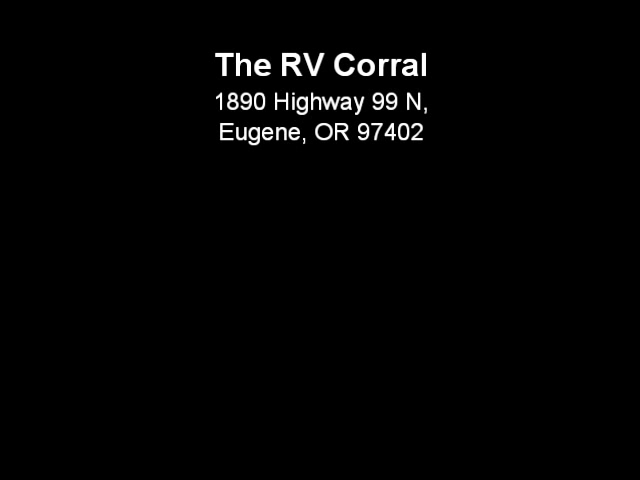 The RV Corral
1890 Highway 99 N,
Eugene, OR 97402